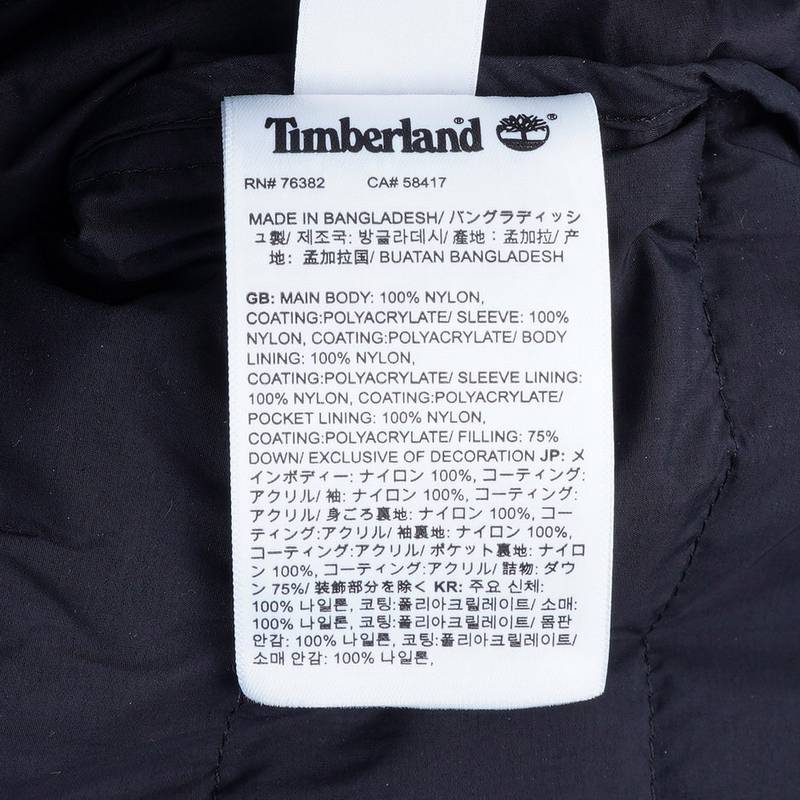 Timberland®
RN# 76382 CA# 58417
MADE IN BANGLADESH/ バングラディッシ
ュ製/ 제조국: 방글라데시/ 產地：孟加拉/ 产
地：孟加拉国/ BUATAN BANGLADESH
GB: MAIN BODY: 100% NYLON,
COATING:POLYACRYLATE/ SLEEVE: 100%
NYLON, COATING:POLYACRYLATE/ BODY
LINING: 100% NYLON,
COATING:POLYACRYLATE/ SLEEVE LINING:
100% NYLON, COATING:POLYACRYLATE/
POCKET LINING: 100% NYLON,
COATING:POLYACRYLATE/ FILLING: 75%
DOWN/ EXCLUSIVE OF DECORATION JP: メ
インボディー: ナイロン 100%, コーティング:
アクリル/ 袖: ナイロン 100%, コーティング:
アクリル/ 身ごろ裏地: ナイロン 100%, コー
ティング:アクリル/ 袖裏地: ナイロン 100%,
コーティング:アクリル/ ポケット裏地: ナイロ
ン 100%, コーティング:アクリル/ 詰物: ダウ
ン 75%/ 装飾部分を除く KR: 주요 신체:
100% 나일론, 코팅:폴리아크릴레이트/ 소매:
100% 나일론, 코팅:폴리아크릴레이트/ 몸판
안감: 100% 나일론, 코팅:폴리아크릴레이트/
소매 안감: 100% 나일론,